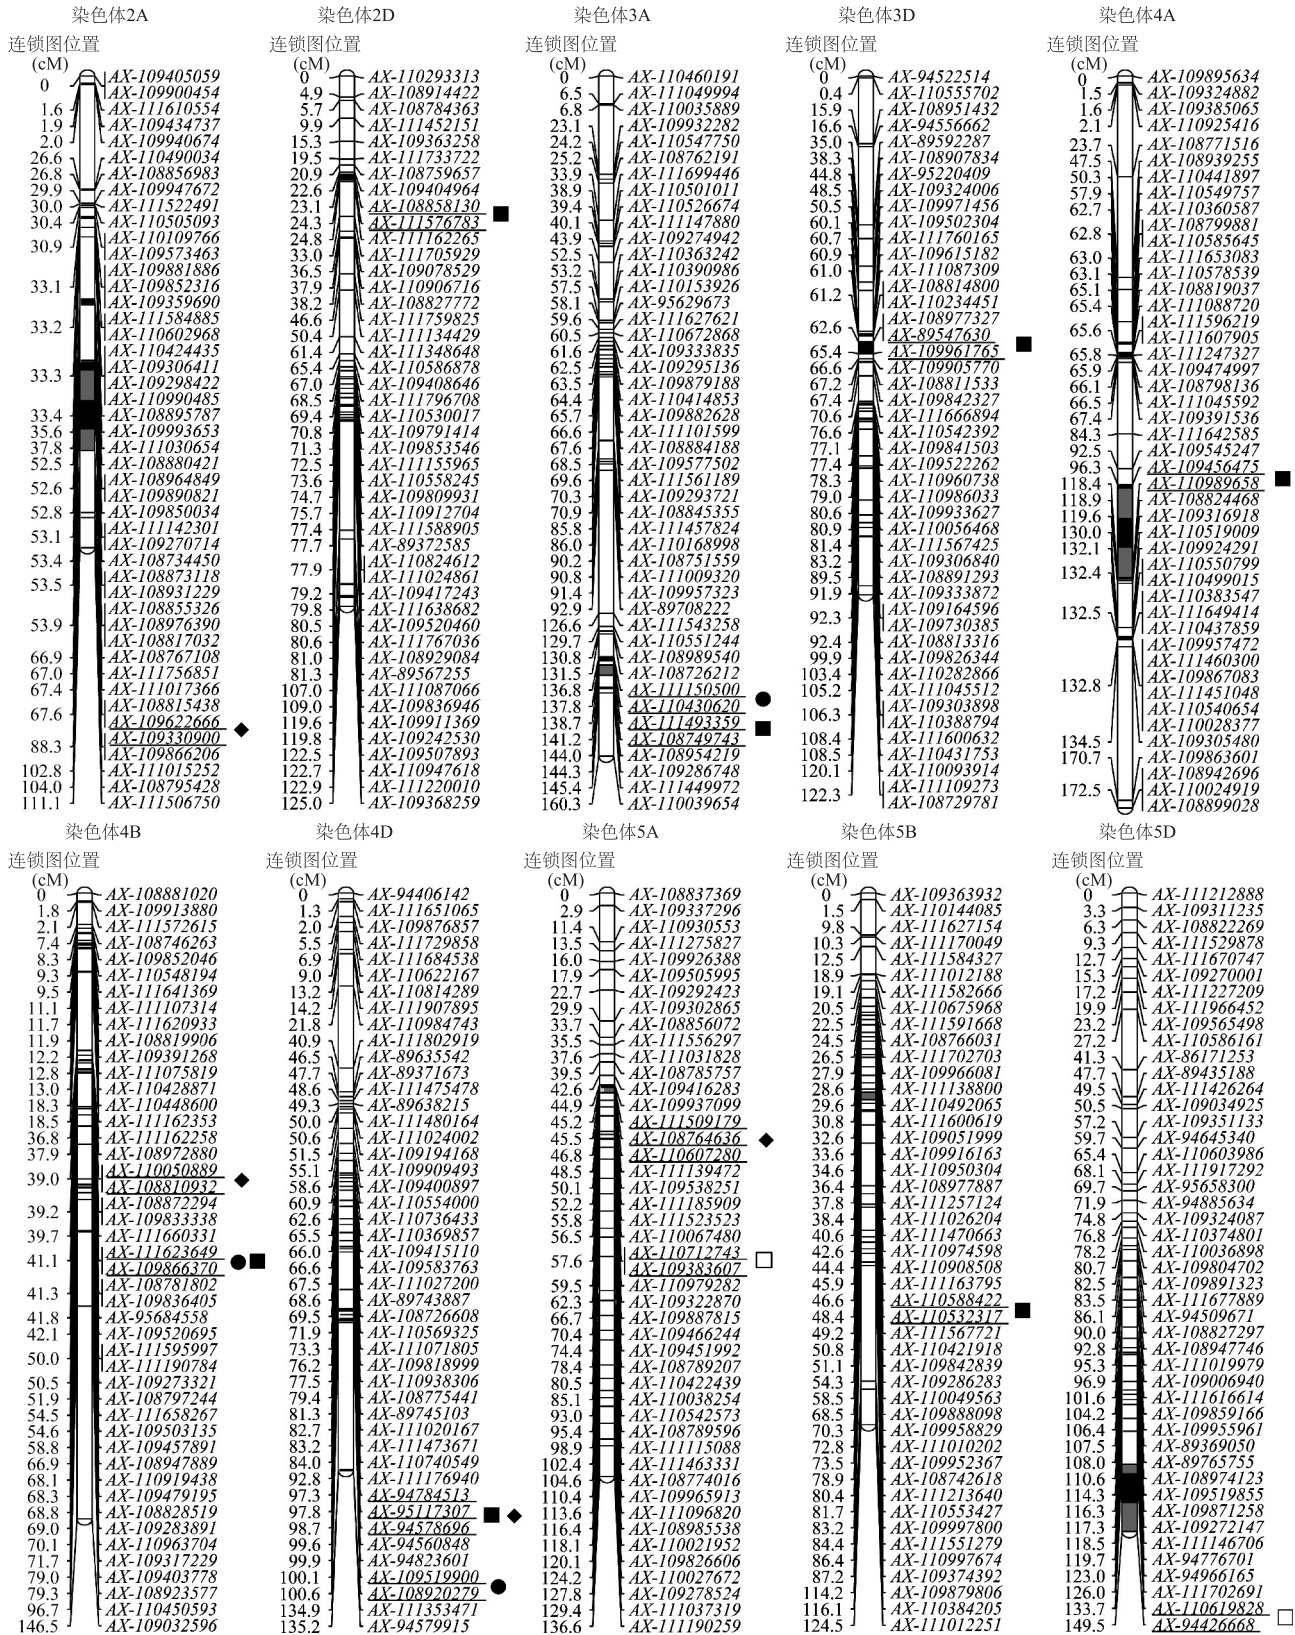 染色体2A
连锁图位置
(cM)
0 AX-109405059
AX-109900454
1.6 AX-111610554
1.9 AX-109434737
2.0 AX-109940674
26.6 AX-110490034
26.8 AX-108856983
29.9 AX-109947672
30.0 AX-111522491
30.4 AX-110505093
30.9 AX-110109766
AX-109573463
33.1 AX-109881886
AX-109852316
AX-109359690
33.2 AX-111584885
AX-110602968
AX-110424435
33.3 AX-109306411
AX-109298422
AX-110990485
33.4 AX-108895787
35.6 AX-109993653
37.8 AX-111030654
52.5 AX-108880421
52.6 AX-108964849
AX-109890821
52.8 AX-109850034
53.1 AX-111142301
AX-109270714
53.4 AX-108734450
53.5 AX-108873118
AX-108931229
53.9 AX-108855326
AX-108976390
AX-108817032
66.9 AX-108767108
67.0 AX-111756851
67.4 AX-111017366
67.6 AX-108815438
AX-109622666
88.3 AX-109330900
AX-109866206
102.8 AX-111015252
104.0 AX-108795428
111.1 AX-111506750
染色体2D
连锁图位置
(cM)
0 AX-110293313
4.9 AX-108914422
5.7 AX-108784363
9.9 AX-111452151
15.3 AX-109363258
19.5 AX-111733722
20.9 AX-108759657
22.6 AX-109404964
23.1 AX-108858130
24.3 AX-111576783
24.8 AX-111162265
33.0 AX-111705929
36.5 AX-109078529
37.9 AX-110906716
38.2 AX-108827772
46.6 AX-111759825
50.4 AX-111134429
61.4 AX-111348648
65.4 AX-110586878
67.0 AX-109408646
68.5 AX-111796708
69.4 AX-110530017
70.8 AX-109791414
71.3 AX-109853546
72.5 AX-111155965
73.6 AX-110558245
74.7 AX-109809931
75.7 AX-110912704
77.4 AX-111588905
77.7 AX-89372585
77.9 AX-110824612
AX-111024861
79.2 AX-109417243
79.8 AX-111638682
80.5 AX-109520460
80.6 AX-111767036
81.0 AX-108929084
81.3 AX-89567255
107.0 AX-111087066
109.0 AX-109836946
119.6 AX-109911369
119.8 AX-109242530
122.5 AX-109507893
122.7 AX-110947618
122.9 AX-111220010
125.0 AX-109368259
染色体3A
连锁图位置
(cM)
0 AX-110460191
6.5 AX-111049994
6.8 AX-110035889
23.1 AX-109932282
24.2 AX-110547750
25.2 AX-108762191
33.9 AX-111699446
38.9 AX-110501011
39.4 AX-110526674
40.1 AX-111147880
43.9 AX-109274942
52.5 AX-110363242
53.2 AX-110390986
57.5 AX-110153926
58.1 AX-95629673
59.6 AX-111627621
60.5 AX-110672868
61.6 AX-109333835
62.5 AX-109295136
63.5 AX-109879188
64.4 AX-110414853
65.7 AX-109882628
66.6 AX-111101599
67.6 AX-108884188
68.5 AX-109577502
69.6 AX-111561189
70.3 AX-109293721
70.9 AX-108845355
85.8 AX-111457824
86.0 AX-110168998
90.2 AX-108751559
90.8 AX-111009320
91.4 AX-109957323
92.9 AX-89708222
126.6 AX-111543258
129.7 AX-110551244
130.8 AX-108989540
131.5 AX-108726212
136.8 AX-111150500
137.8 AX-110430620
138.7 AX-111493359
141.2 AX-108749743
144.0 AX-108954219
144.3 AX-109286748
145.4 AX-111449972
160.3 AX-110039654
染色体3D
连锁图位置
(cM)
0 AX-94522514
0.4 AX-110555702
15.9 AX-108951432
16.6 AX-94556662
35.0 AX-89592287
38.3 AX-108907834
44.8 AX-95220409
48.5 AX-109324006
50.5 AX-109971456
60.1 AX-109502304
60.7 AX-111760165
60.9 AX-109615182
61.0 AX-111087309
61.2 AX-108814800
AX-110234451
62.6 AX-108977327
AX-89547630
65.4 AX-109961765
66.6 AX-109905770
67.2 AX-108811533
67.4 AX-109842327
70.6 AX-111666894
76.6 AX-110542392
77.1 AX-109841503
77.4 AX-109522262
78.2 AX-110960738
79.0 AX-110986033
80.6 AX-109933627
80.9 AX-110056468
81.4 AX-111567425
83.2 AX-109306840
89.5 AX-108891293
91.9 AX-109333872
92.3 AX-109164596
AX-109730385
92.4 AX-108813316
99.9 AX-109826344
103.4 AX-110282866
105.2 AX-111045512
106.3 AX-109303898
AX-110388794
108.4 AX-111600632
108.5 AX-110431753
120.1 AX-110093914
122.3 AX-111109273
AX-108729781
染色体4A
连锁图位置
(cM)
0 AX-109895634
1.5 AX-109324882
1.6 AX-109385065
2.1 AX-110925416
23.7 AX-108771516
47.5 AX-108939255
50.3 AX-110441897
57.9 AX-110549757
62.7 AX-110360587
62.8 AX-108799881
AX-110585645
63.0 AX-111653083
63.1 AX-110578539
65.1 AX-108819037
65.4 AX-111088720
65.6 AX-111596219
AX-111607905
65.8 AX-111247327
65.9 AX-109474997
66.1 AX-108798136
66.5 AX-111045592
67.4 AX-109391536
84.3 AX-111642585
92.5 AX-109545247
96.3 AX-109456475
118.4 AX-110989658
118.9 AX-108824468
119.6 AX-109316918
130.0 AX-110519009
132.1 AX-109924291
132.4 AX-110550799
AX-110499015
132.5 AX-110383547
AX-111649414
AX-110437859
132.8 AX-109957472
AX-111460300
AX-109867083
AX-111451048
AX-110540654
AX-110028377
134.5 AX-109305480
170.7 AX-109863601
172.5 AX-108942696
AX-110024919
AX-108899028
染色体4B
连锁图位置
(cM)
0 AX-108881020
1.8 AX-109913880
2.1 AX-111572615
7.4 AX-108746263
8.3 AX-109852046
9.3 AX-110548194
9.5 AX-111641369
11.1 AX-111107314
11.7 AX-111620933
11.9 AX-108819906
12.2 AX-109391268
12.8 AX-111075819
13.0 AX-110428871
18.3 AX-110448600
18.5 AX-111162353
36.8 AX-111162258
37.9 AX-108972880
39.0 AX-110050889
AX-108810932
39.2 AX-108872294
AX-109833338
39.7 AX-111660331
41.1 AX-111623649
AX-109866370
41.3 AX-108781802
AX-109836405
41.8 AX-95684558
42.1 AX-109520695
50.0 AX-111595997
AX-111190784
50.5 AX-109273321
51.9 AX-108797244
54.5 AX-111658267
54.6 AX-109503135
58.8 AX-109457891
66.9 AX-108947889
68.1 AX-110919438
68.3 AX-109479195
68.8 AX-108828519
69.0 AX-109283891
70.1 AX-110963704
71.7 AX-109317229
79.0 AX-109403778
79.3 AX-108923577
96.7 AX-110450593
146.5 AX-109032596
染色体4D
连锁图位置
(cM)
0 AX-94406142
1.3 AX-111651065
2.0 AX-109876857
5.5 AX-111729858
6.9 AX-111684538
9.0 AX-110622167
13.2 AX-110814289
14.2 AX-111907895
21.8 AX-110984743
40.9 AX-111802919
46.5 AX-89635542
47.7 AX-89371673
48.6 AX-111475478
49.3 AX-89638215
50.0 AX-111480164
50.6 AX-111024002
51.5 AX-109194168
55.1 AX-109909493
58.6 AX-109400897
60.9 AX-110554000
62.6 AX-110736433
65.5 AX-110369857
66.0 AX-109415110
66.6 AX-109583763
67.5 AX-111027200
68.6 AX-89743887
69.5 AX-108726608
71.9 AX-110569325
73.3 AX-111071805
76.2 AX-109818999
77.5 AX-110938306
79.4 AX-108775441
81.3 AX-89745103
82.7 AX-111020167
83.2 AX-111473671
84.0 AX-110740549
92.8 AX-111176940
97.3 AX-94784513
97.8 AX-95117307
98.7 AX-94578696
99.6 AX-94560848
99.9 AX-94823601
100.1 AX-109519900
100.6 AX-108920279
134.9 AX-111353471
135.2 AX-94579915
染色体5A
连锁图位置
(cM)
0 AX-108837369
2.9 AX-109337296
11.4 AX-110930553
13.5 AX-111275827
16.0 AX-109926388
17.9 AX-109505995
22.7 AX-109292423
29.9 AX-109302865
33.7 AX-108856072
35.5 AX-111556297
37.6 AX-111031828
39.5 AX-108785757
42.6 AX-109416283
44.9 AX-109937099
45.2 AX-111509179
45.5 AX-108764636
46.8 AX-110607280
48.5 AX-111139472
50.1 AX-109538251
52.2 AX-111185909
55.8 AX-111523523
56.5 AX-110067480
57.6 AX-110712743
AX-109383607
59.5 AX-110979282
62.3 AX-109322870
66.7 AX-109887815
70.4 AX-109466244
74.4 AX-109451992
78.4 AX-108789207
80.5 AX-110422439
85.1 AX-110038254
93.0 AX-110542573
95.4 AX-108789596
98.9 AX-111115088
102.4 AX-111463331
104.6 AX-108774016
110.4 AX-109965913
113.6 AX-111096820
116.4 AX-108985538
118.1 AX-110021952
120.1 AX-109826606
124.2 AX-110027672
127.8 AX-109278524
129.4 AX-111037319
136.6 AX-111190259
染色体5B
连锁图位置
(cM)
0 AX-109363932
1.5 AX-110144085
9.8 AX-111627154
10.3 AX-111170049
12.5 AX-111584327
18.9 AX-111012188
19.1 AX-111582666
20.5 AX-110675968
22.5 AX-111591668
24.5 AX-108766031
26.5 AX-111702703
27.9 AX-109966081
28.6 AX-111138800
29.6 AX-110492065
30.8 AX-111600619
32.6 AX-109051999
33.6 AX-109916163
34.6 AX-110950304
36.4 AX-108977887
37.8 AX-111257124
38.4 AX-111026204
40.6 AX-111470663
42.6 AX-110974598
44.4 AX-110908508
45.9 AX-111163795
46.6 AX-110588422
48.4 AX-110532317
49.2 AX-111567721
50.8 AX-110421918
51.1 AX-109842839
54.3 AX-109286283
58.5 AX-110049563
68.5 AX-109888098
70.3 AX-109958829
72.8 AX-111010202
73.5 AX-109952367
78.9 AX-108742618
80.4 AX-111213640
81.7 AX-110553427
83.2 AX-109997800
84.4 AX-111551279
86.4 AX-110997674
87.2 AX-109374392
114.2 AX-109879806
116.1 AX-110384205
124.5 AX-111012251
染色体5D
连锁图位置
(cM)
0 AX-111212888
3.3 AX-109311235
6.3 AX-108822269
9.3 AX-111529878
12.7 AX-111670747
15.3 AX-109270001
17.2 AX-111227209
19.9 AX-111966452
23.2 AX-109565498
27.2 AX-110586161
41.3 AX-86171253
47.7 AX-89435188
49.5 AX-111426264
50.5 AX-109034925
57.2 AX-109351133
59.7 AX-94645340
65.4 AX-110603986
68.1 AX-111917292
69.7 AX-95658300
71.9 AX-94885634
74.8 AX-109324087
76.8 AX-110374801
78.2 AX-110036898
80.7 AX-109804702
82.5 AX-109891323
83.5 AX-111677889
86.1 AX-94509671
90.0 AX-108827297
92.8 AX-108947746
95.3 AX-111019979
96.9 AX-109006940
101.6 AX-111616614
104.2 AX-109859166
106.4 AX-109955961
107.5 AX-89369050
108.0 AX-89765755
110.6 AX-108974123
114.3 AX-109519855
116.3 AX-109871258
117.3 AX-109272147
118.5 AX-111146706
119.7 AX-94776701
123.0 AX-94966165
126.0 AX-111702691
133.7 AX-110619828
149.5 AX-94426668